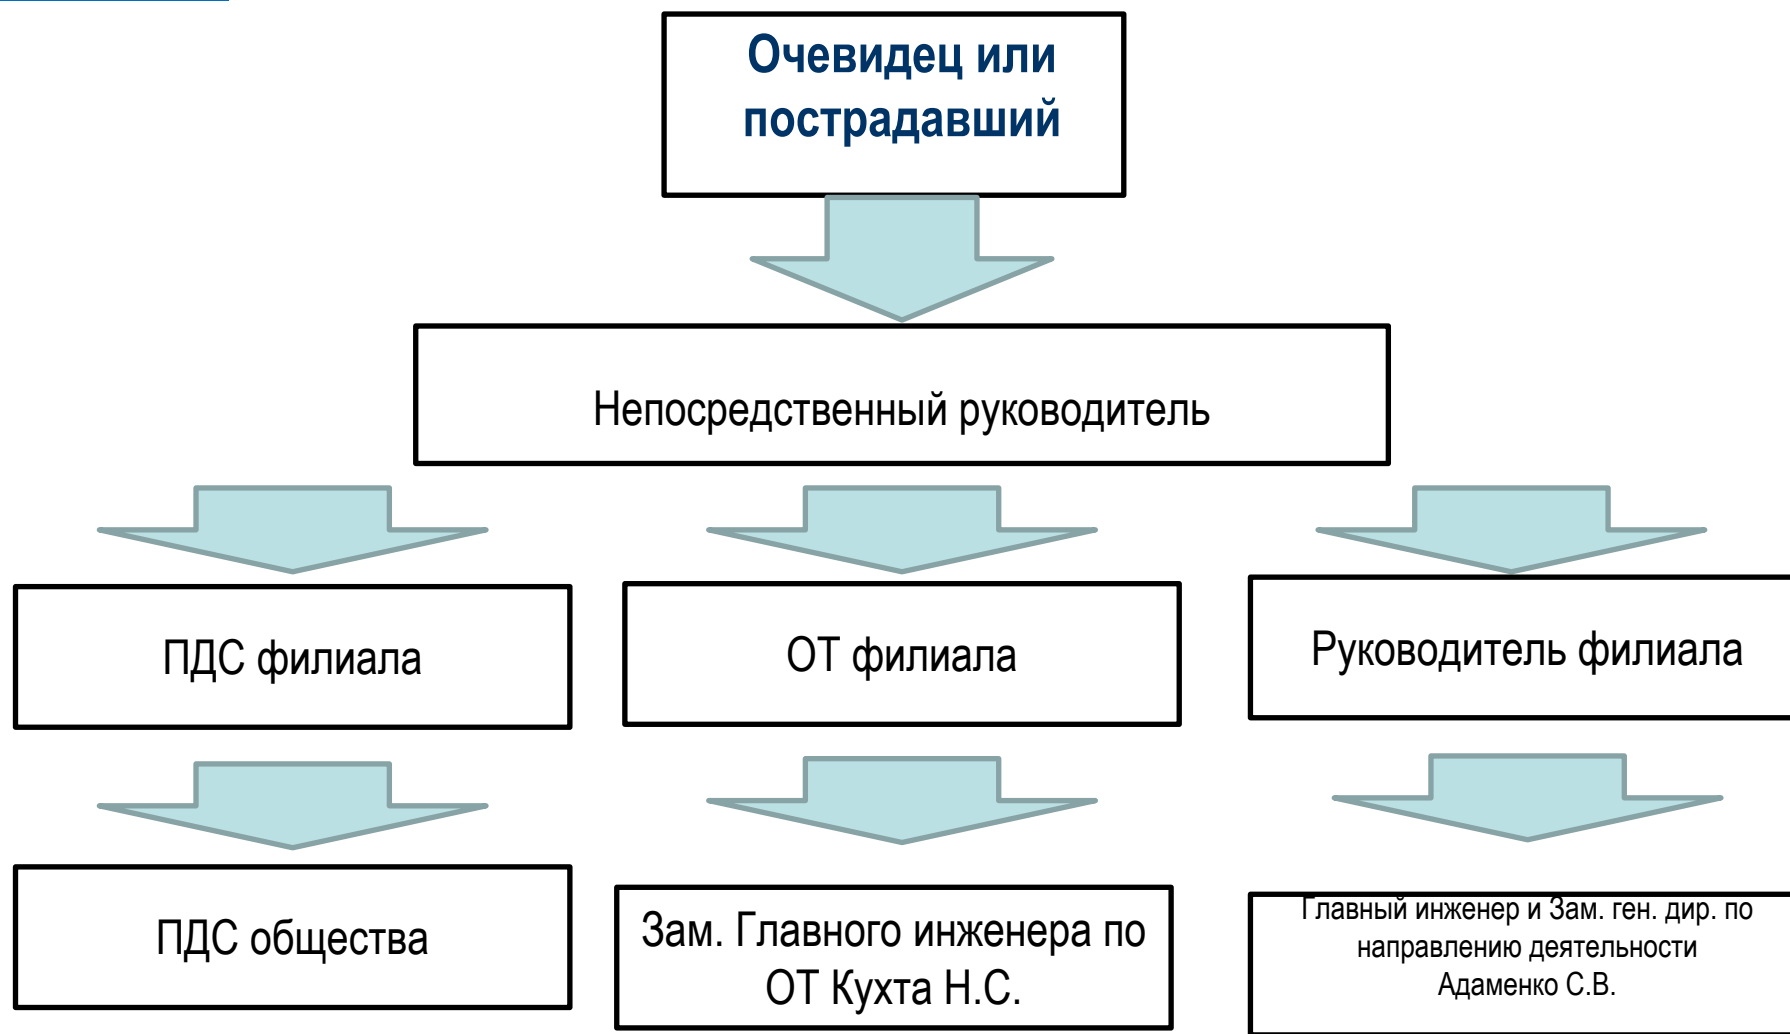 Очевидец или
пострадавший
Непосредственный руководитель
ПДС филиала
ОТ филиала
Руководитель филиала
ПДС общества
Зам. Главного инженера по
ОТ Кухта Н.С.
Главный инженер и Зам. ген. дир. по
направлению деятельности
Адаменко С.В.